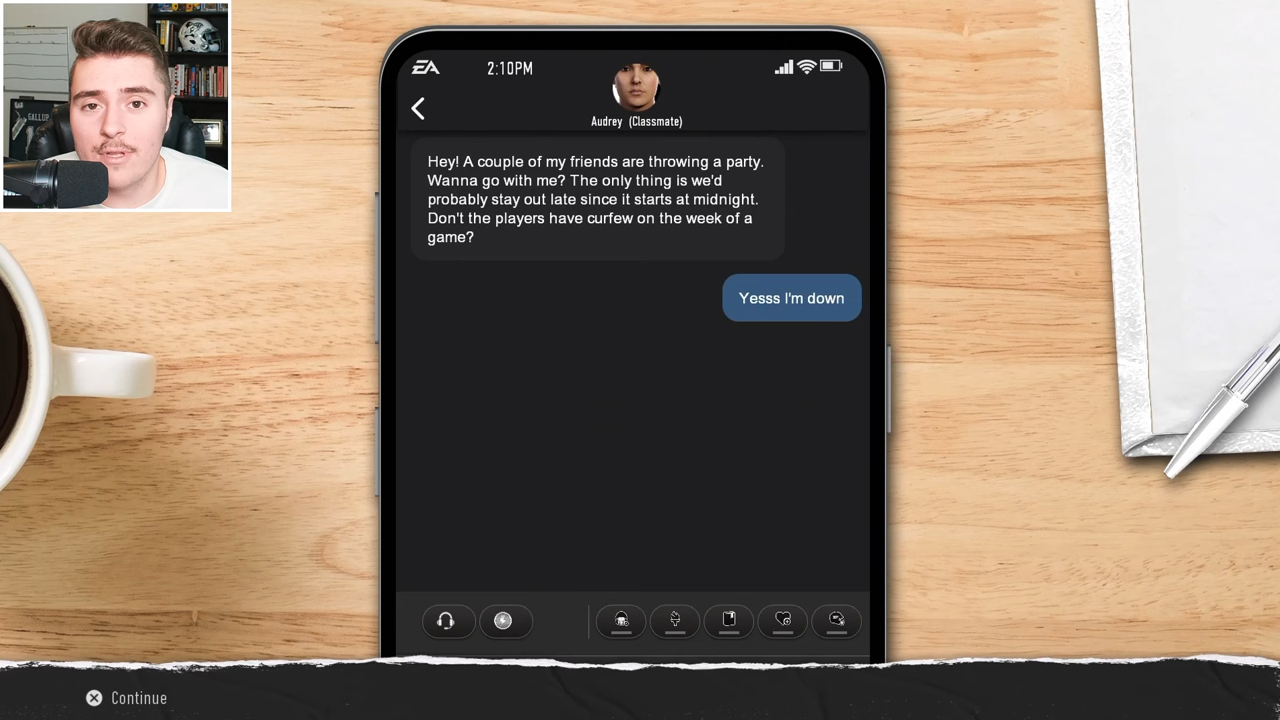 GALLUP
EA
2:10PM
Audrey (Classmate)
Hey! A couple of my friends are throwing a party.
Wanna go with me? The only thing is we'd
probably stay out late since it starts at midnight.
Don't the players have curfew on the week of a
game?
Yesss I'm down
Continue